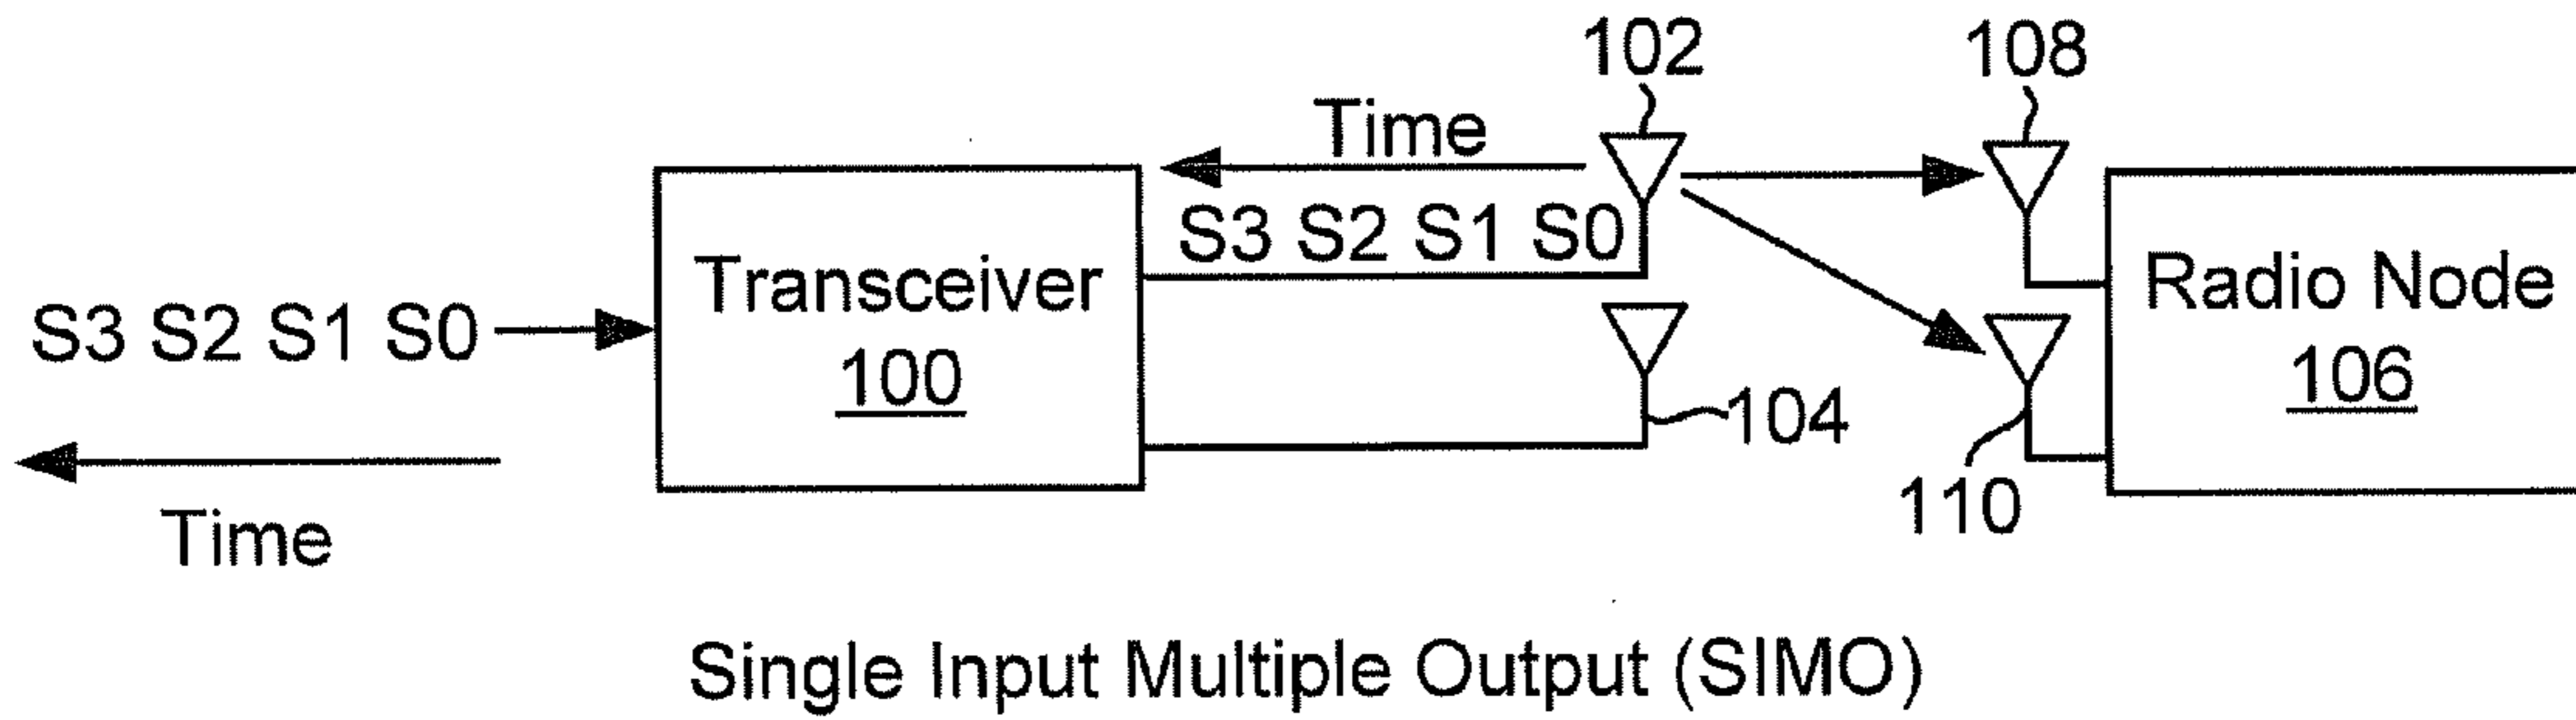 102
108
Time
S3 S2 S1 S0
Transceiver
100
S3 S2 S1 S0
Radio Node
106
104
110
Time
Single Input Multiple Output (SIMO)